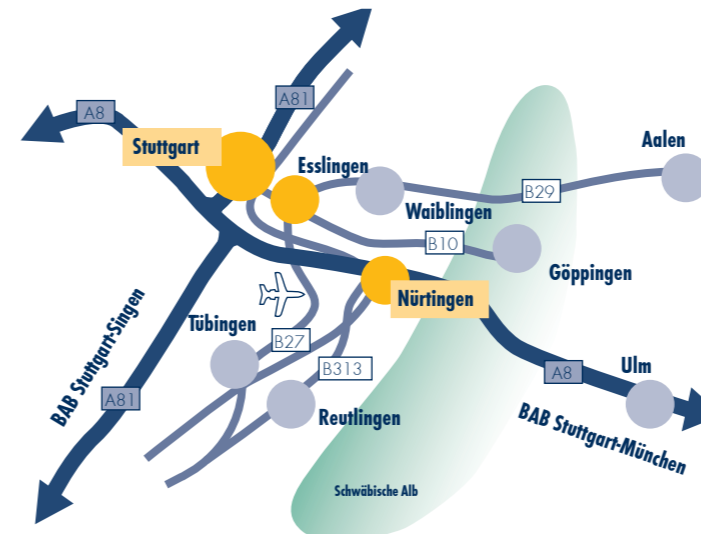 A81
A8
Stuttgart
Esslingen
Aalen
B29
Waiblingen
B10
Göppingen
Nürtingen
BAB Stuttgart-Singen
Tübingen
B27
B313
Ulm
A8
A81
Reutlingen
BAB Stuttgart-München
Schwäbische Alb